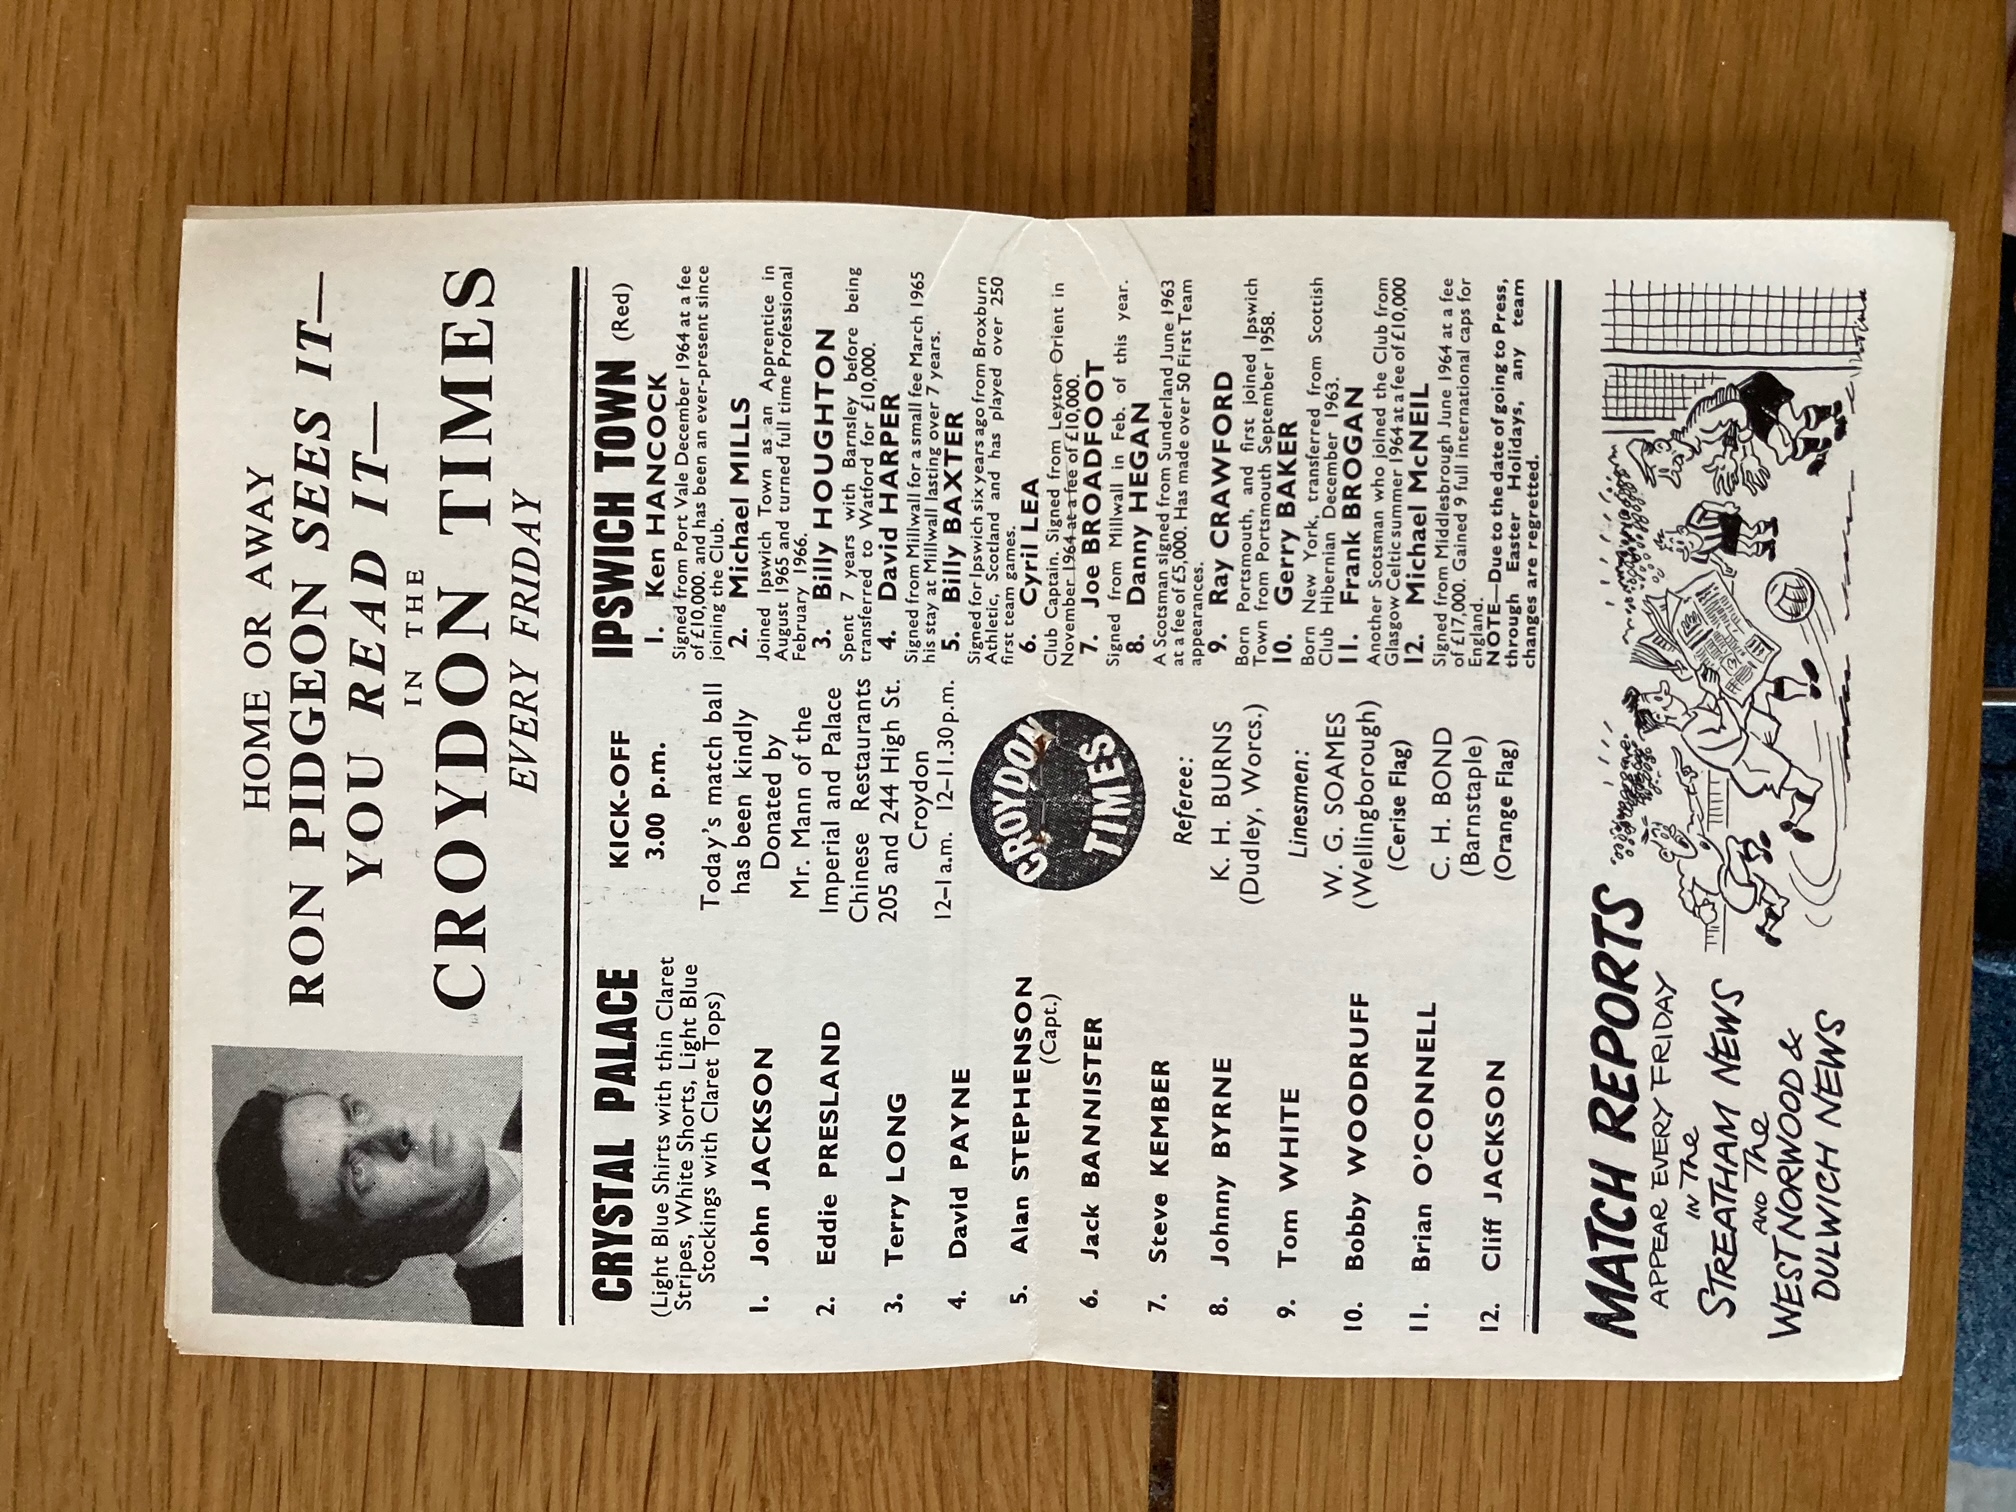 HOME OR AWAY
RON PIDGEON SEES IT—
YOU READ IT—
IN THE
CROYDON TIMES
EVERY FRIDAY
CRYSTAL PALACE
(Light Blue Shirts with thin Claret
Stripes, White Shorts, Light Blue
Stockings with Claret Tops)
1. John JACKSON
2. Eddie PRESLAND
3. Terry LONG
4. David PAYNE
5. Alan STEPHENSON
(Capt.)
6. Jack BANNISTER
7. Steve KEMBER
8. Johnny BYRNE
9. Tom WHITE
10. Bobby WOODRUFF
11. Brian O'CONNELL
12. Cliff JACKSON
KICK-OFF
3.00 p.m.
Today's match ball
has been kindly
Donated by
Mr. Mann of the
Imperial and Palace
Chinese Restaurants
205 and 244 High St.
Croydon
12–1 a.m. 12–11.30 p.m.
CROYDON
TIMES
Referee:
K. H. BURNS
(Dudley, Worcs.)
Linesmen:
W. G. SOAMES
(Wellingborough)
(Cerise Flag)
C. H. BOND
(Barnstaple)
(Orange Flag)
IPSWICH TOWN (Red)
1. Ken HANCOCK
Signed from Port Vale December 1964 at a fee
of £10,000, and has been an ever-present since
joining the Club.
2. Michael MILLS
Joined Ipswich Town as an Apprentice in
August 1965 and turned full time Professional
February 1966.
3. Billy HOUGHTON
Spent 7 years with Barnsley before being
transferred to Watford for £10,000.
4. David HARPER
Signed from Millwall for a small fee March 1965
his stay at Millwall lasting over 7 years.
5. Billy BAXTER
Signed for Ipswich six years ago from Broxburn
Athletic, Scotland and has played over 250
first team games.
6. Cyril LEA
Club Captain. Signed from Leyton Orient in
November 1964 at a fee of £10,000.
7. Joe BROADFOOT
Signed from Millwall in Feb. of this year.
8. Danny HEGAN
A Scotsman signed from Sunderland June 1963
at a fee of £5,000. Has made over 50 First Team
appearances.
9. Ray CRAWFORD
Born Portsmouth, and first joined Ipswich
Town from Portsmouth September 1958.
10. Gerry BAKER
Born New York, transferred from Scottish
Club Hibernian December 1963.
11. Frank BROGAN
Another Scotsman who joined the Club from
Glasgow Celtic summer 1964 at a fee of £10,000
12. Michael McNEIL
Signed from Middlesbrough June 1964 at a fee
of £17,000. Gained 9 full international caps for
England.
NOTE—Due to the date of going to Press,
through Easter Holidays, any team
changes are regretted.
MATCH REPORTS
APPEAR EVERY FRIDAY
IN The
STREATHAM NEWS
AND The
WEST NORWOOD &
DULWICH NEWS